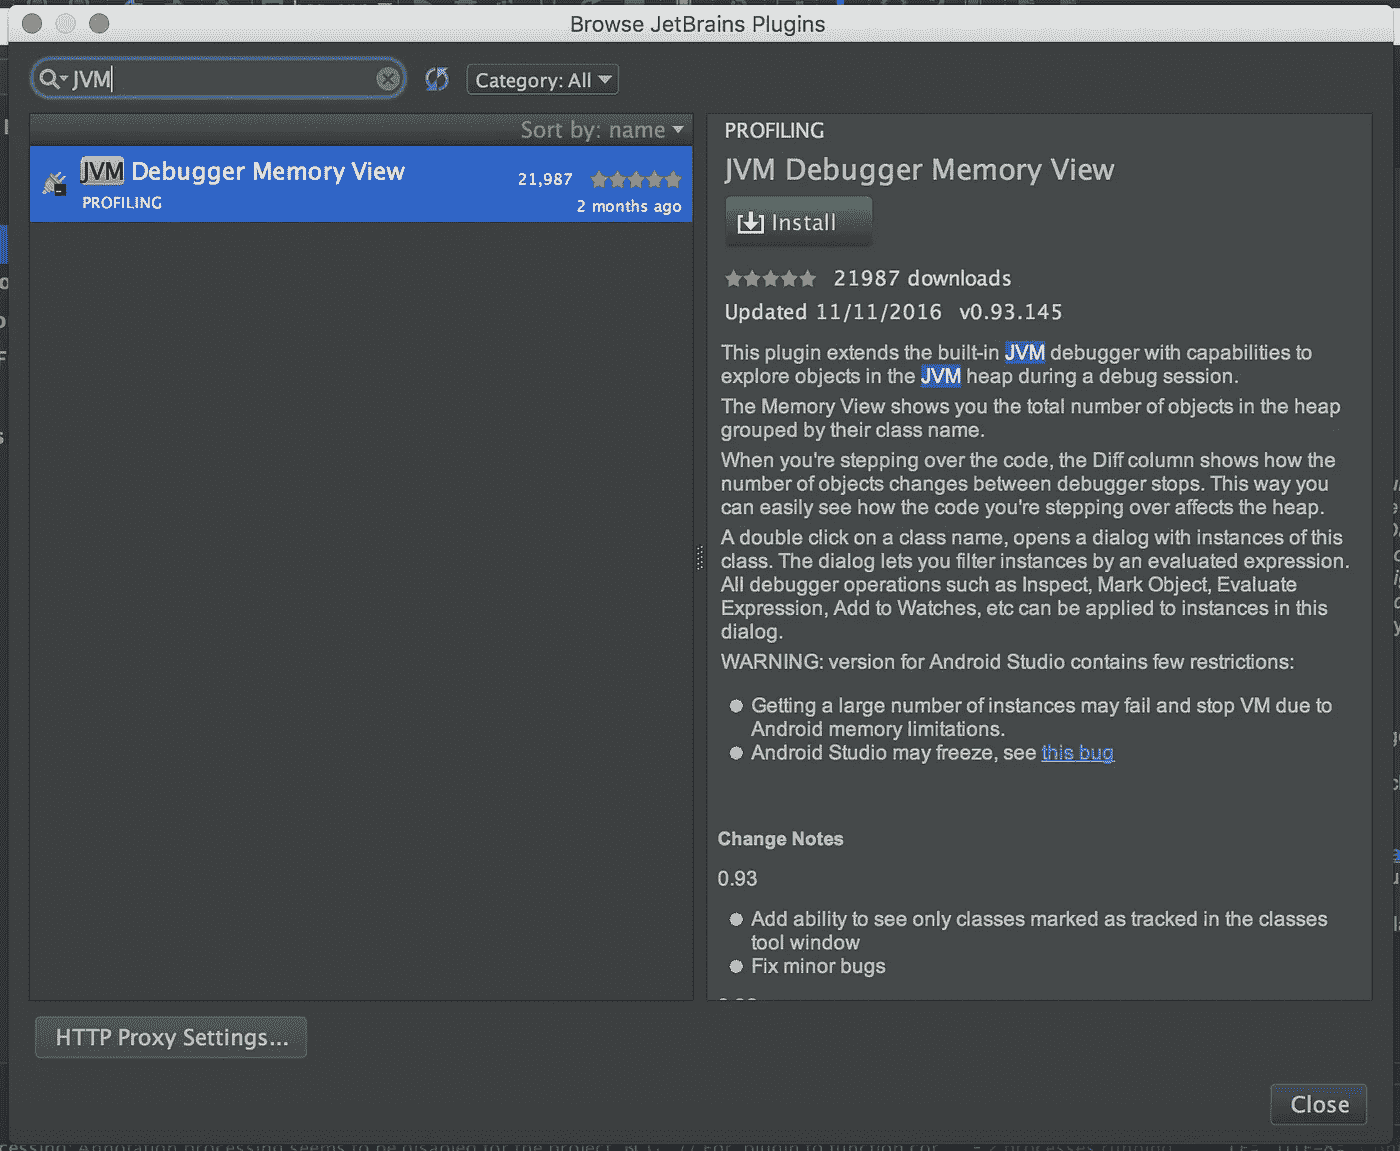 Browse JetBrains Plugins
JVM
Category: All
Sort by: name
JVM Debugger Memory View
21,987
PROFILING
2 months ago
PROFILING
JVM Debugger Memory View
Install
21987 downloads
Updated 11/11/2016 v0.93.145
This plugin extends the built-in JVM debugger with capabilities to
explore objects in the JVM heap during a debug session.
The Memory View shows you the total number of objects in the heap
grouped by their class name.
When you're stepping over the code, the Diff column shows how the
number of objects changes between debugger stops. This way you
can easily see how the code you're stepping over affects the heap.
A double click on a class name, opens a dialog with instances of this
class. The dialog lets you filter instances by an evaluated expression.
All debugger operations such as Inspect, Mark Object, Evaluate
Expression, Add to Watches, etc can be applied to instances in this
dialog.
WARNING: version for Android Studio contains few restrictions:
Getting a large number of instances may fail and stop VM due to
Android memory limitations.
Android Studio may freeze, see this bug
Change Notes
0.93
Add ability to see only classes marked as tracked in the classes
tool window
Fix minor bugs
HTTP Proxy Settings...
Close